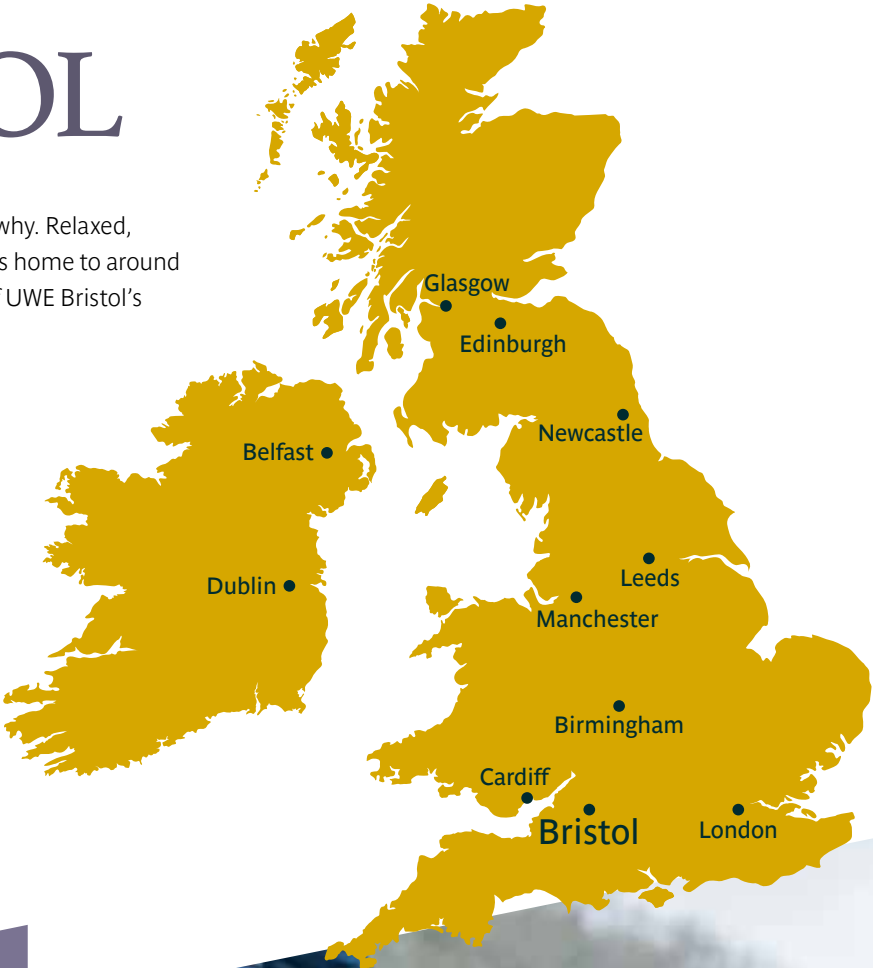 OL
why. Relaxed,
s home to around
UWE Bristol’s
Glasgow
Edinburgh
Newcastle
Belfast
Leeds
Dublin
Manchester
Birmingham
Cardiff
Bristol
London